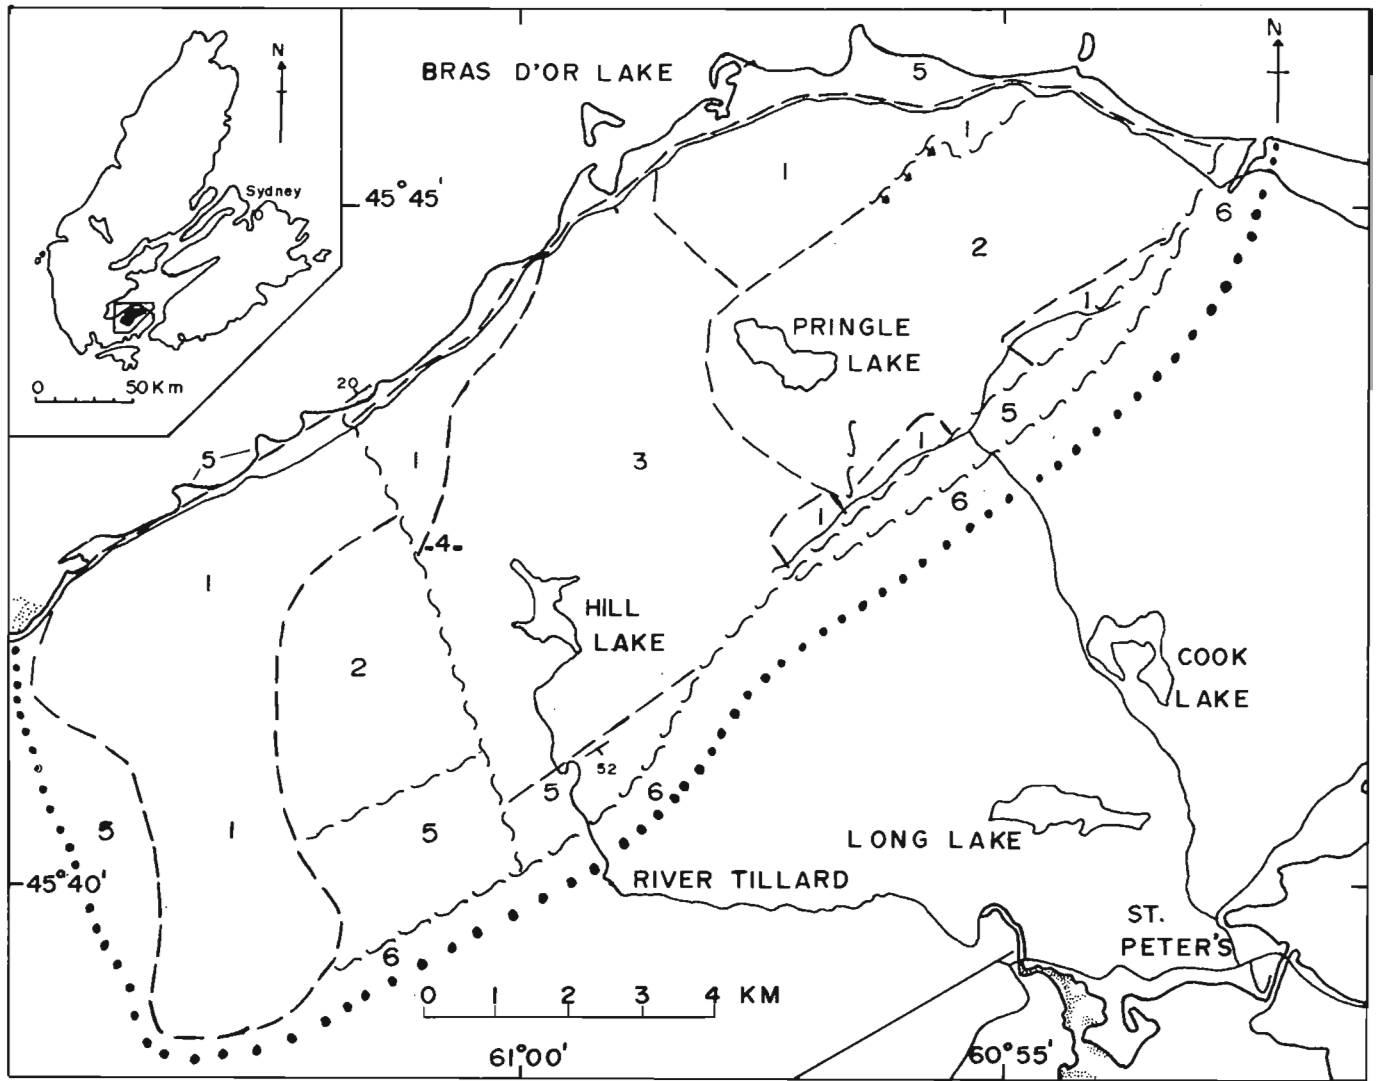 N
Sydney
0 50 Km
BRAS D'OR LAKE
N
45°45'
5
1
1
2
6
1
PRINGLE
LAKE
20
5
5
1
3
1
1
6
-4-
1
HILL
LAKE
2
COOK
LAKE
52
5
6
5
5
1
LONG LAKE
45°40'
RIVER TILLARD
ST.
PETER'S
6
0 1 2 3 4 KM
61°00'
60°55'